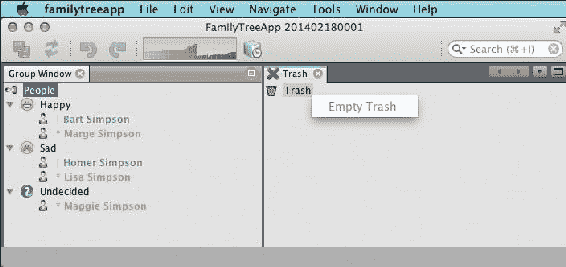 familytreeapp File Edit View Navigate Tools Window Help
FamilyTreeApp 201402180001
Search (⌘+I)
Group Window
Trash
People
Trash
Empty Trash
Happy
| Bart Simpson
* Marge Simpson
Sad
| Homer Simpson
* Lisa Simpson
Undecided
* Maggie Simpson